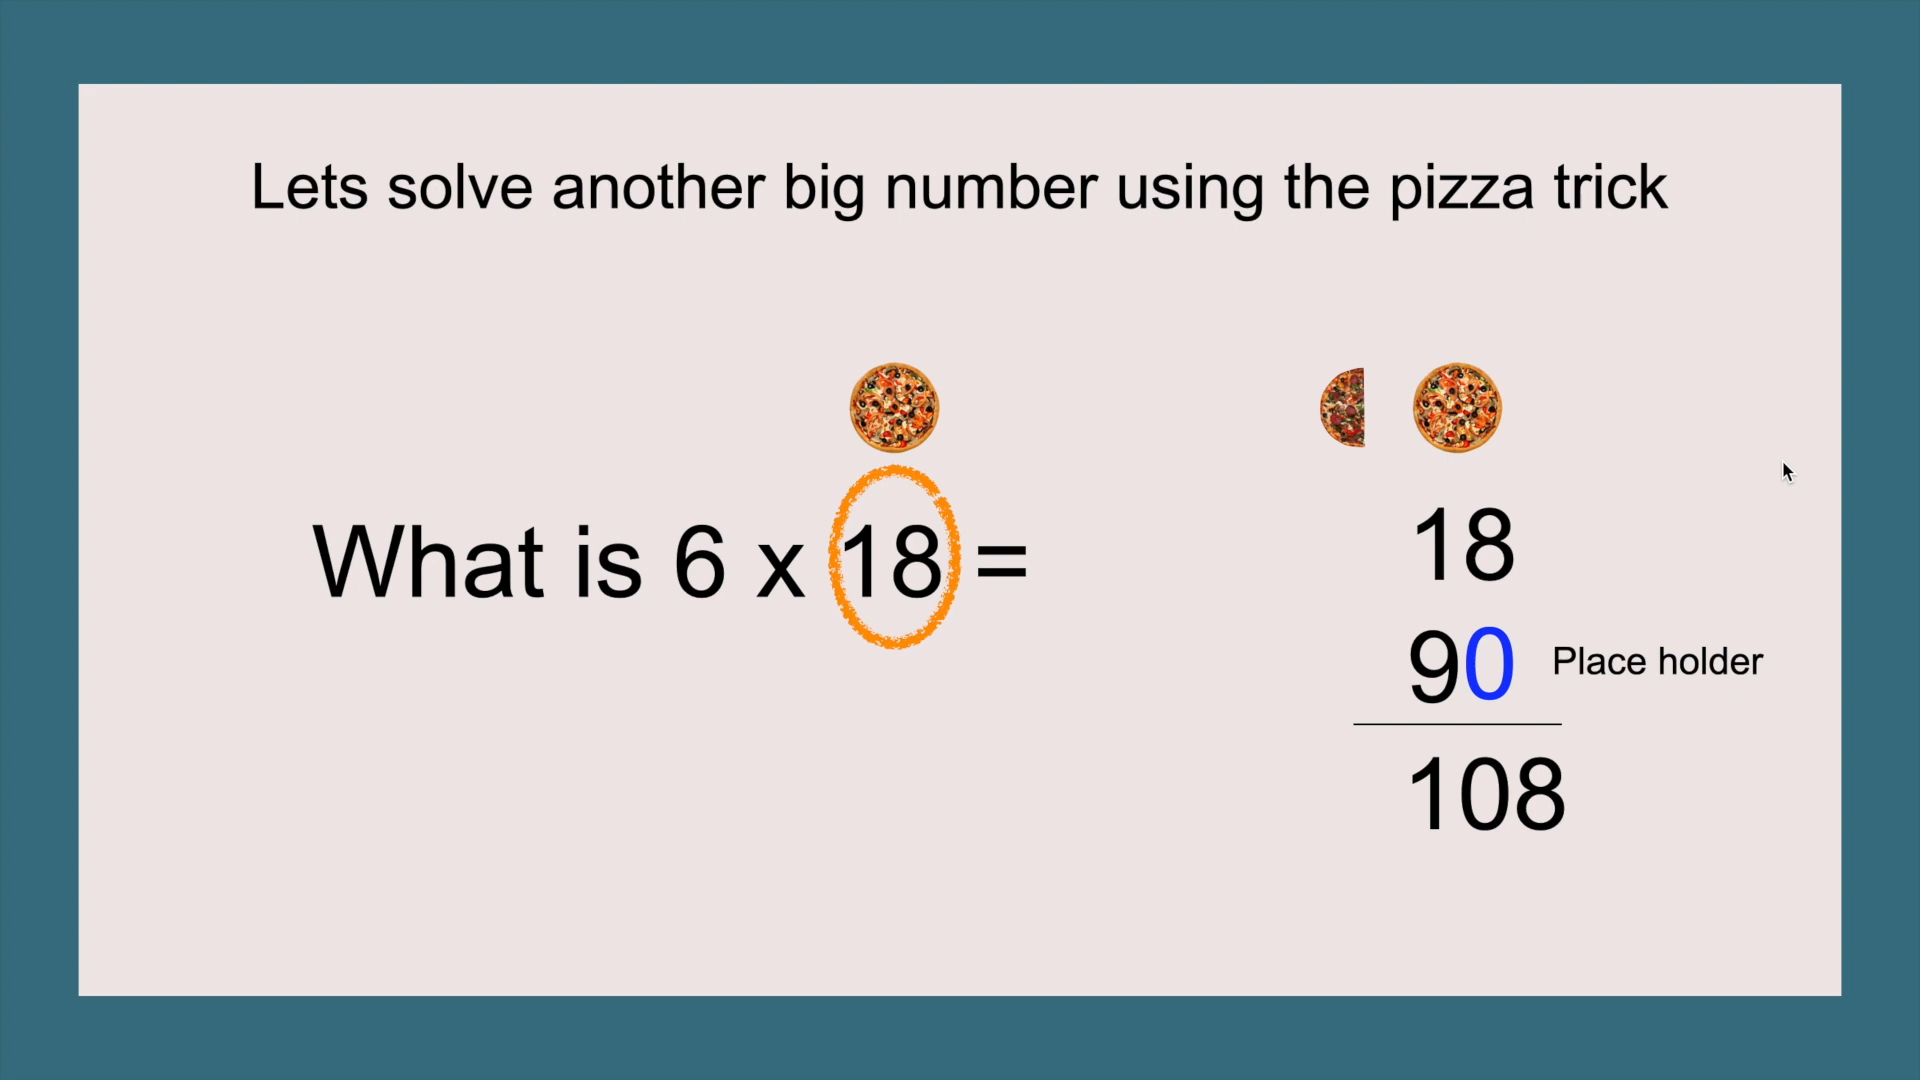 Lets solve another big number using the pizza trick
What is 6 x 18 =
18
90 Place holder
108